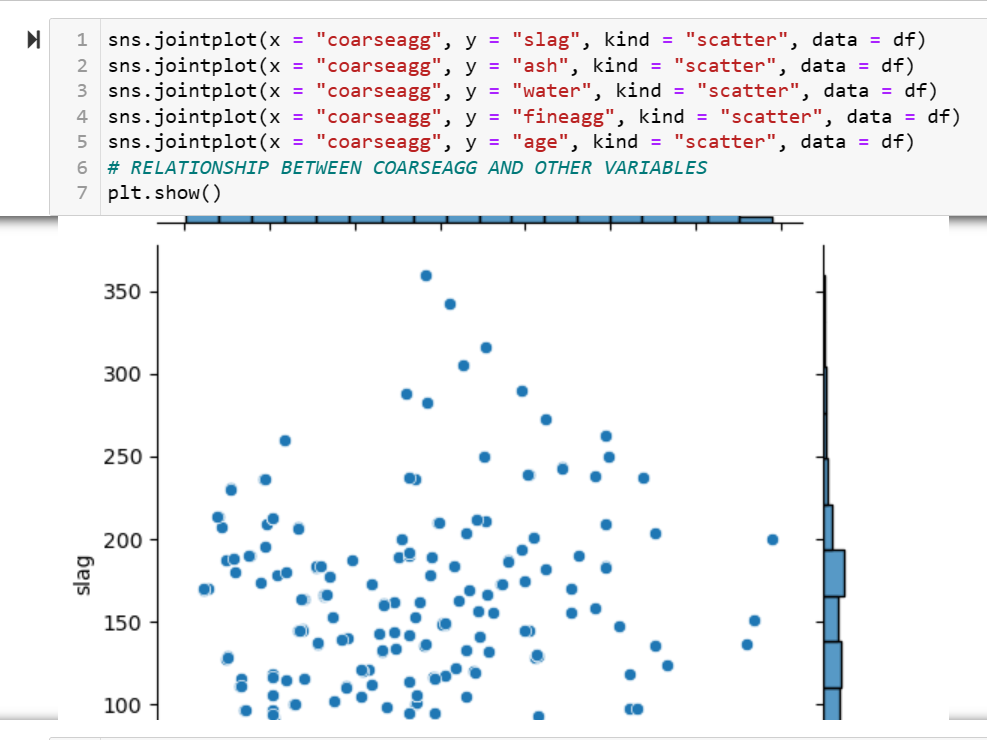 1 sns.jointplot(x = "coarseagg", y = "slag", kind = "scatter", data = df)
2 sns.jointplot(x = "coarseagg", y = "ash", kind = "scatter", data = df)
3 sns.jointplot(x = "coarseagg", y = "water", kind = "scatter", data = df)
4 sns.jointplot(x = "coarseagg", y = "fineagg", kind = "scatter", data = df)
5 sns.jointplot(x = "coarseagg", y = "age", kind = "scatter", data = df)
6 # RELATIONSHIP BETWEEN COARSEAGG AND OTHER VARIABLES
7 plt.show()
350
300
250
200
slag
150
100